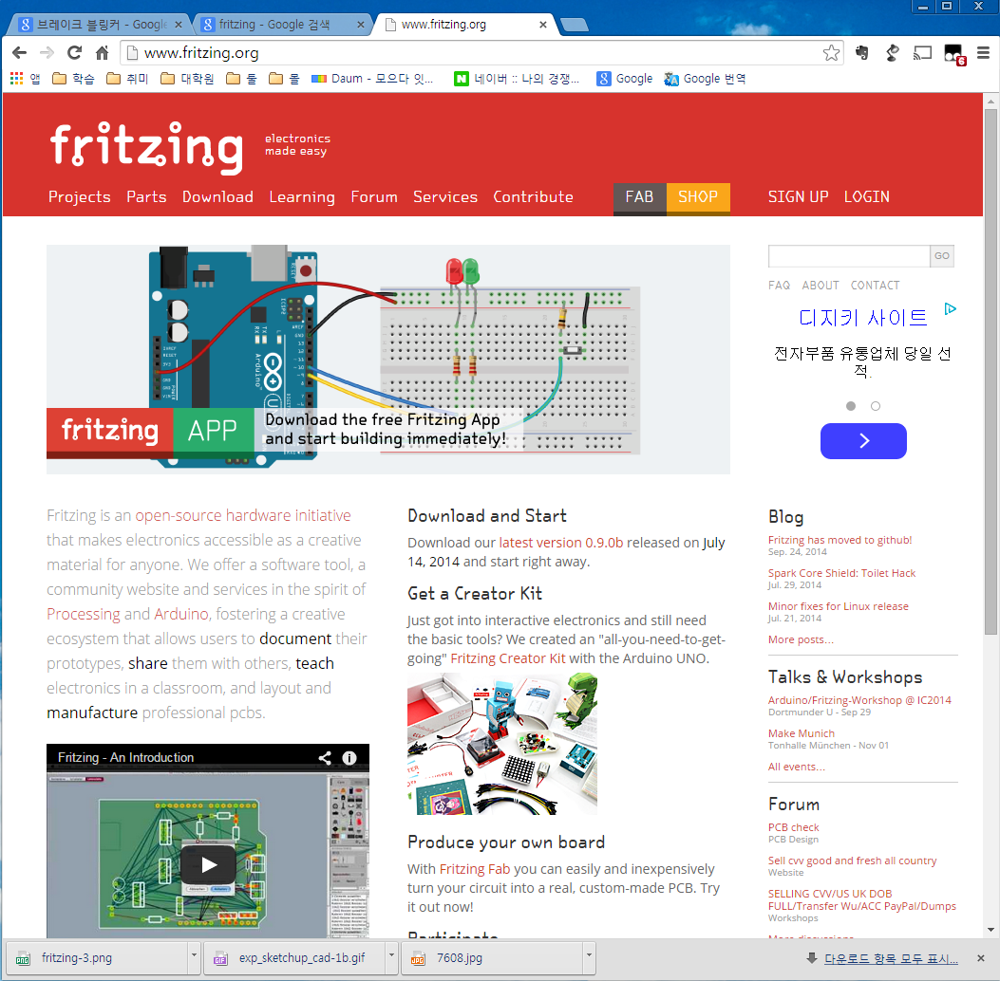 브레이크 블링커 - Google
fritzing - Google 검색
www.fritzing.org
www.fritzing.org
6
앱
학습
취미
대학원
둘
돌
Daum - 모으다 잇...
네이버 :: 나의 경쟁...
Google
Google 번역
fritzing
electronics
made easy
Projects
Parts
Download
Learning
Forum
Services
Contribute
FAB
SHOP
SIGN UP
LOGIN
GO
FAQ
ABOUT
CONTACT
디지키 사이트
전자부품 유통업체 당일 선
적.
Arduino
fritzing
APP
Download the free Fritzing App
and start building immediately!
Fritzing is an open-source hardware initiative
that makes electronics accessible as a creative
material for anyone. We offer a software tool, a
community website and services in the spirit of
Processing and Arduino, fostering a creative
ecosystem that allows users to document their
prototypes, share them with others, teach
electronics in a classroom, and layout and
manufacture professional pcbs.
Fritzing - An Introduction
Download and Start
Download our latest version 0.9.0b released on July
14, 2014 and start right away.
Get a Creator Kit
Just got into interactive electronics and still need
the basic tools? We created an "all-you-need-to-get-
going" Fritzing Creator Kit with the Arduino UNO.
Produce your own board
With Fritzing Fab you can easily and inexpensively
turn your circuit into a real, custom-made PCB. Try
it out now!
Participate
Blog
Fritzing has moved to github!
Sep. 24, 2014
Spark Core Shield: Toilet Hack
Jul. 29, 2014
Minor fixes for Linux release
Jul. 21, 2014
More posts...
Talks & Workshops
Arduino/Fritzing-Workshop @ IC2014
Dortmunder U - Sep 29
Make Munich
Tonhalle München - Nov 01
All events...
Forum
PCB check
PCB Design
Sell cvv good and fresh all country
Website
SELLING CVV/US UK DOB
FULL/Transfer Wu/ACC PayPal/Dumps
Workshops
More discussions...
fritzing-3.png
exp_sketchup_cad-1b.gif
7608.jpg
다운로드 항목 모두 표시...